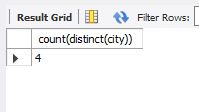 Result Grid
Filter Rows:
count(distinct(city))
4